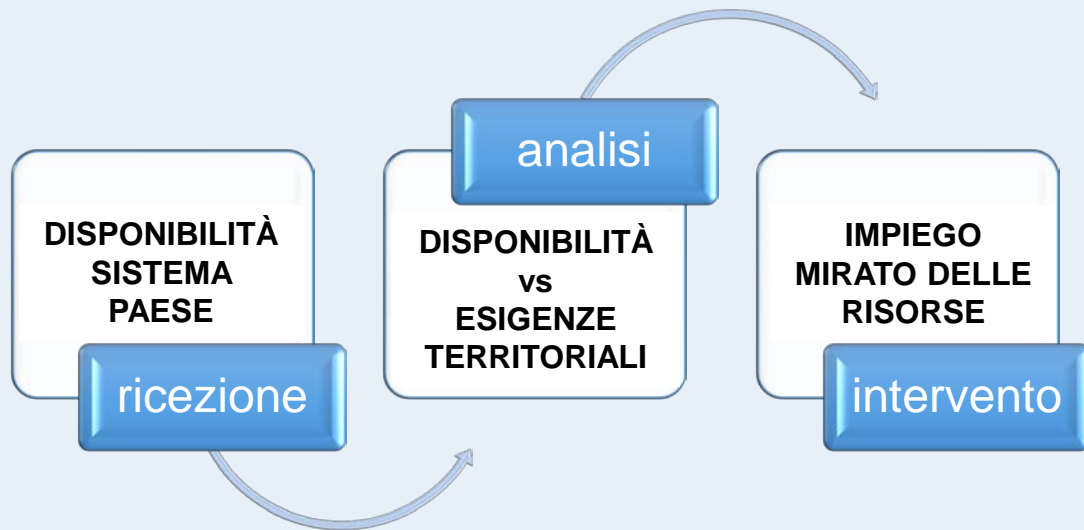 DISPONIBILITÀ
SISTEMA
PAESE
ricezione
analisi
DISPONIBILITÀ
vs
ESIGENZE
TERRITORIALI
IMPIEGO
MIRATO DELLE
RISORSE
intervento